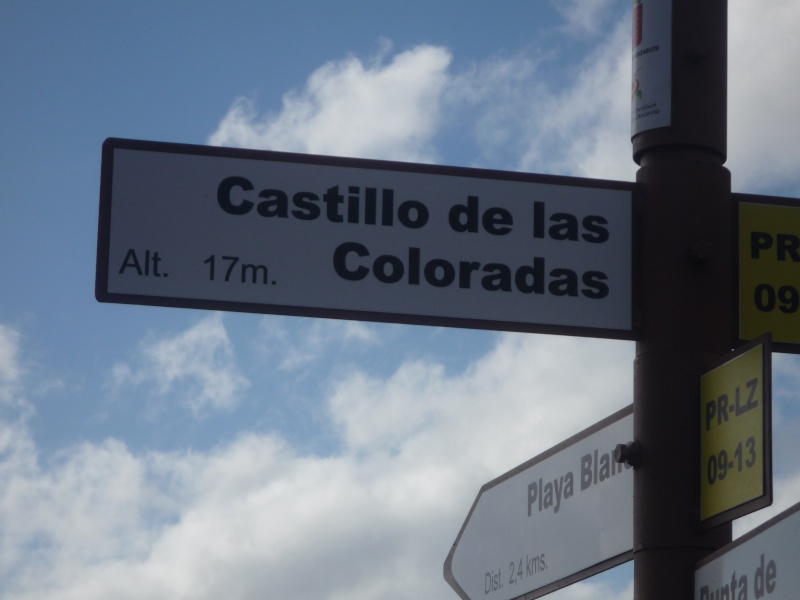 Castillo de las
Coloradas
Alt. 17m.
PR
09
PR-LZ
09-13
Playa Blan
Dist. 2,4 kms.
Punta de